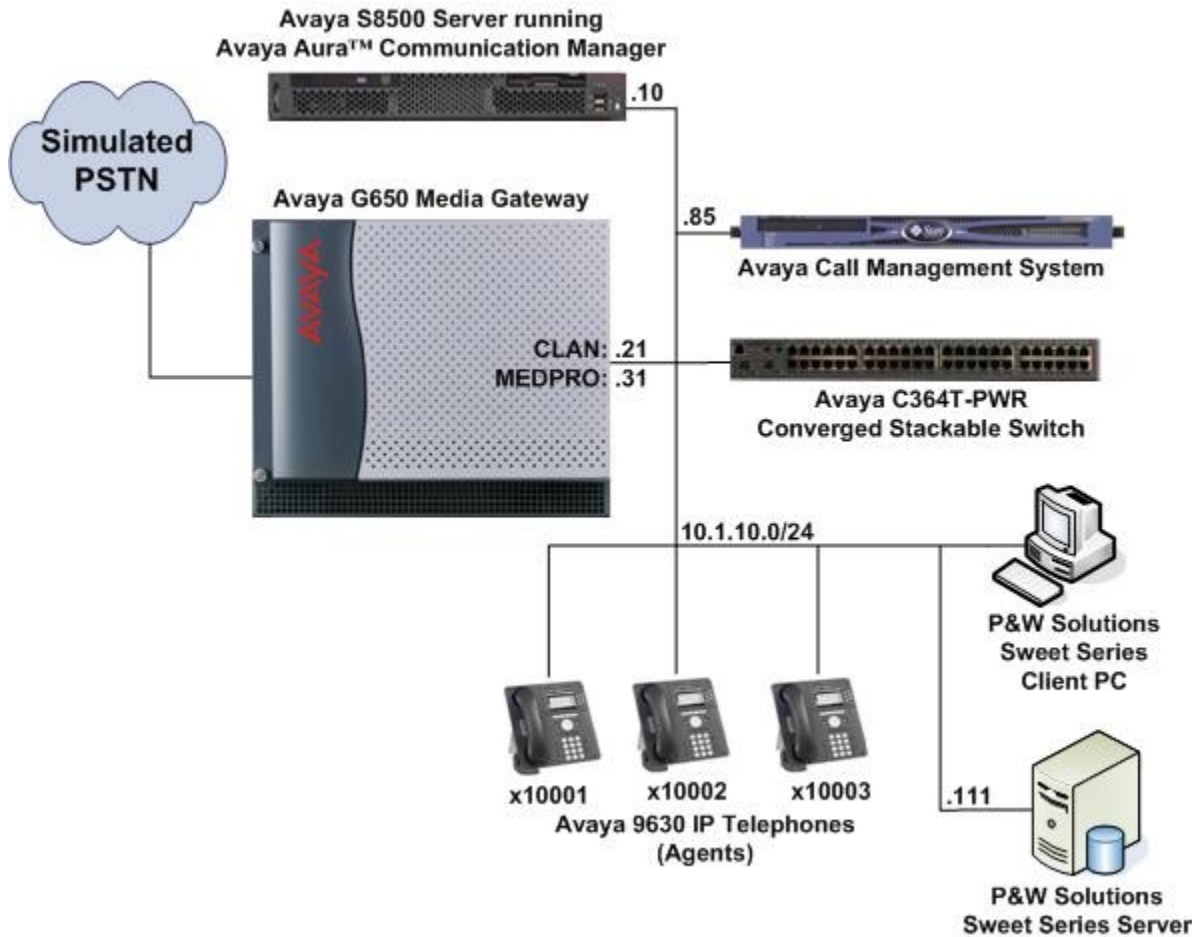 Avaya S8500 Server running
Avaya Aura™ Communication Manager
.10
Simulated
PSTN
Avaya G650 Media Gateway
AVAYA
.85
Sun
Avaya Call Management System
CLAN: .21
MEDPRO: .31
Avaya C364T-PWR
Converged Stackable Switch
10.1.10.0/24
P&W Solutions
Sweet Series
Client PC
x10001
x10002
x10003
Avaya 9630 IP Telephones
(Agents)
.111
P&W Solutions
Sweet Series Server